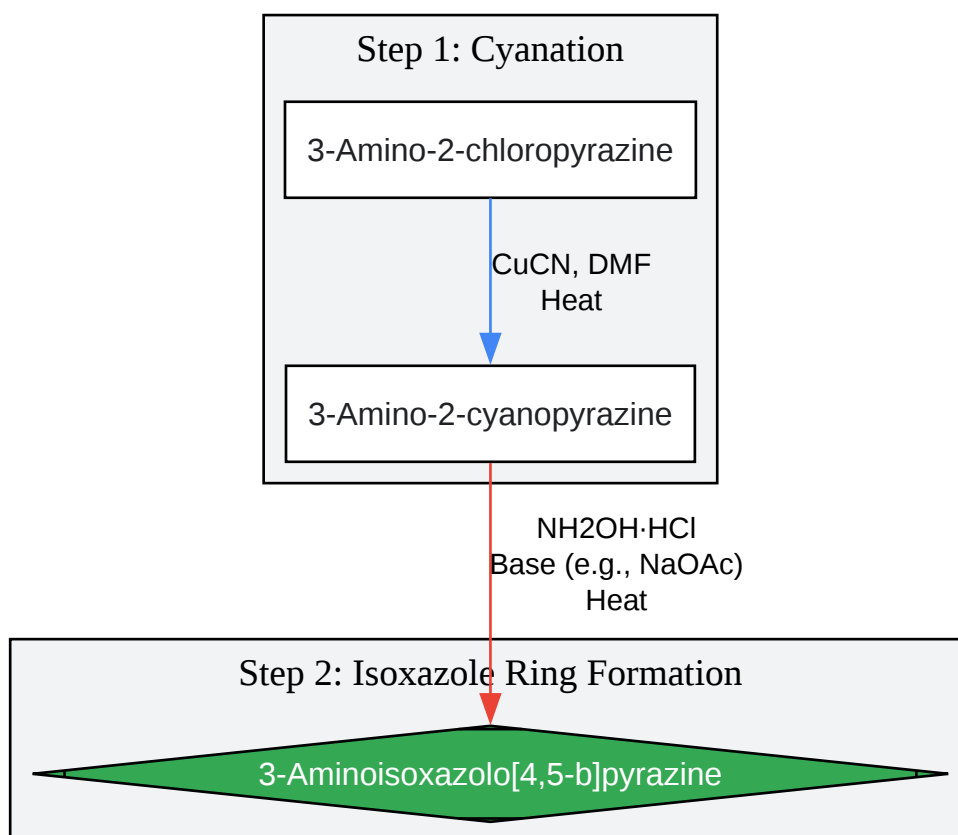 Step 1: Cyanation
3-Amino-2-chloropyrazine
CuCN, DMF
Heat
3-Amino-2-cyanopyrazine
NH2OH·HCl
Base (e.g., NaOAc)
Heat
Step 2: Isoxazole Ring Formation
3-Aminoisoxazolo[4,5-b]pyrazine